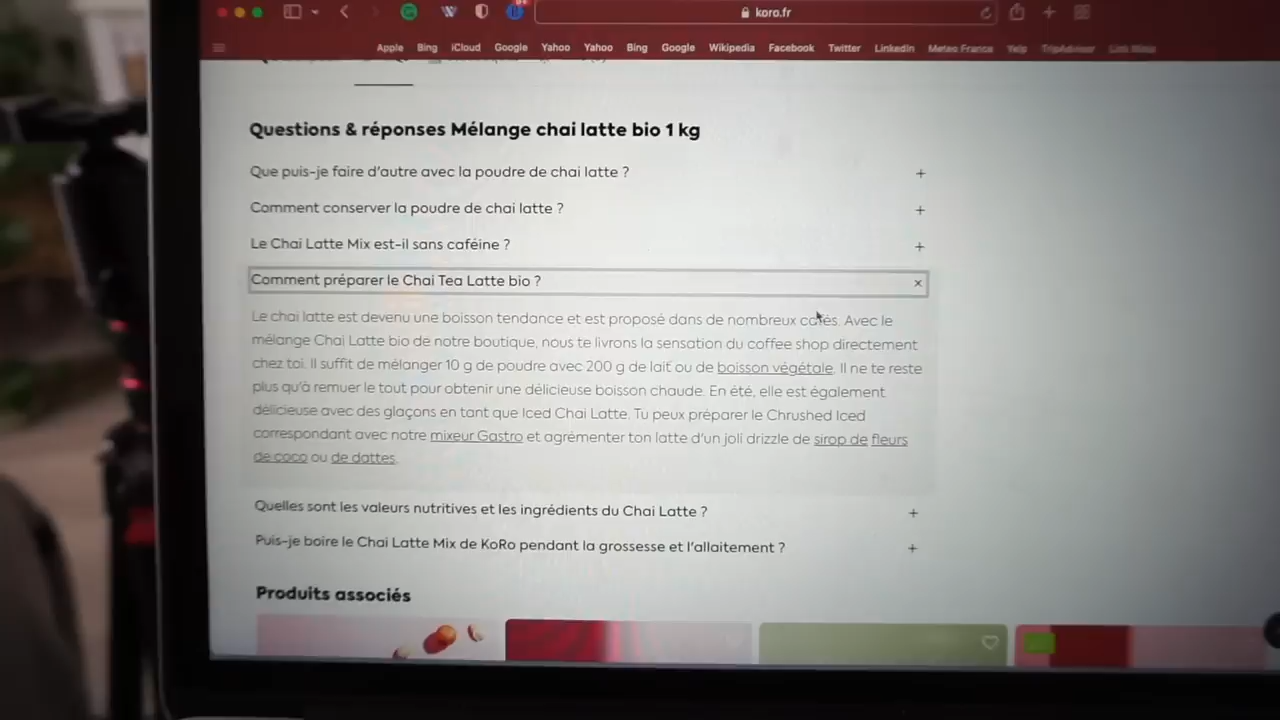 koro.fr
Apple Bing iCloud Google Yahoo Yahoo Bing Google Wikipedia Facebook Twitter LinkedIn Meteo France Yelp TripAdvisor
Questions & réponses Mélange chai latte bio 1 kg
Que puis-je faire d'autre avec la poudre de chai latte ? +
Comment conserver la poudre de chai latte ? +
Le Chai Latte Mix est-il sans caféine ? +
Comment préparer le Chai Tea Latte bio ? ×
Le chai latte est devenu une boisson tendance et est proposé dans de nombreux cafés. Avec le
mélange Chai Latte bio de notre boutique, nous te livrons la sensation du coffee shop directement
chez toi. Il suffit de mélanger 10 g de poudre avec 200 g de lait ou de boisson végétale. Il ne te reste
plus qu'à remuer le tout pour obtenir une délicieuse boisson chaude. En été, elle est également
délicieuse avec des glaçons en tant que Iced Chai Latte. Tu peux préparer le Chrushed Iced
correspondant avec notre mixeur Gastro et agrémenter ton latte d'un joli drizzle de sirop de fleurs
de coco ou de dattes.
Quelles sont les valeurs nutritives et les ingrédients du Chai Latte ? +
Puis-je boire le Chai Latte Mix de KoRo pendant la grossesse et l'allaitement ? +
Produits associés